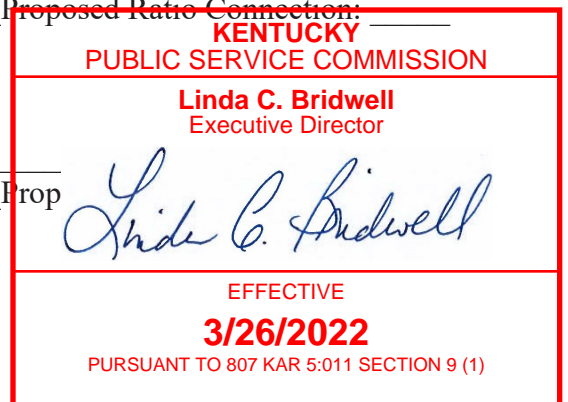 Proposed Ratio Connection: ______
KENTUCKY
PUBLIC SERVICE COMMISSION
Linda C. Bridwell
Executive Director
Prop
Linda C. Bridwell
EFFECTIVE
3/26/2022
PURSUANT TO 807 KAR 5:011 SECTION 9 (1)